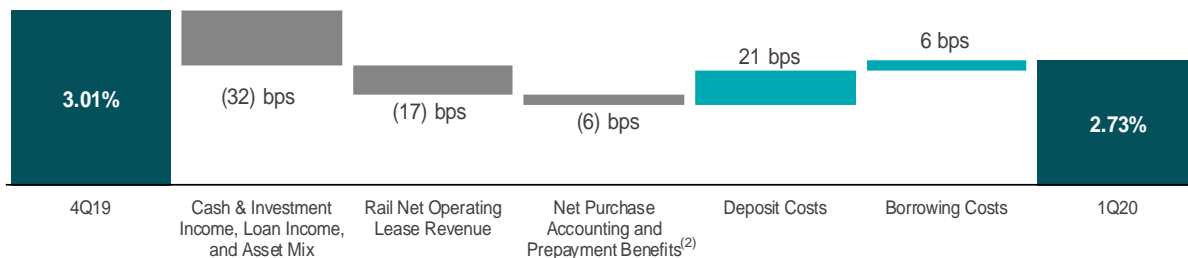 6 bps
21 bps
3.01%
(32) bps
(17) bps
(6) bps
2.73%
4Q19
Cash & Investment
Income, Loan Income,
and Asset Mix
Rail Net Operating
Lease Revenue
Net Purchase
Accounting and
Prepayment Benefits(2)
Deposit Costs
Borrowing Costs
1Q20